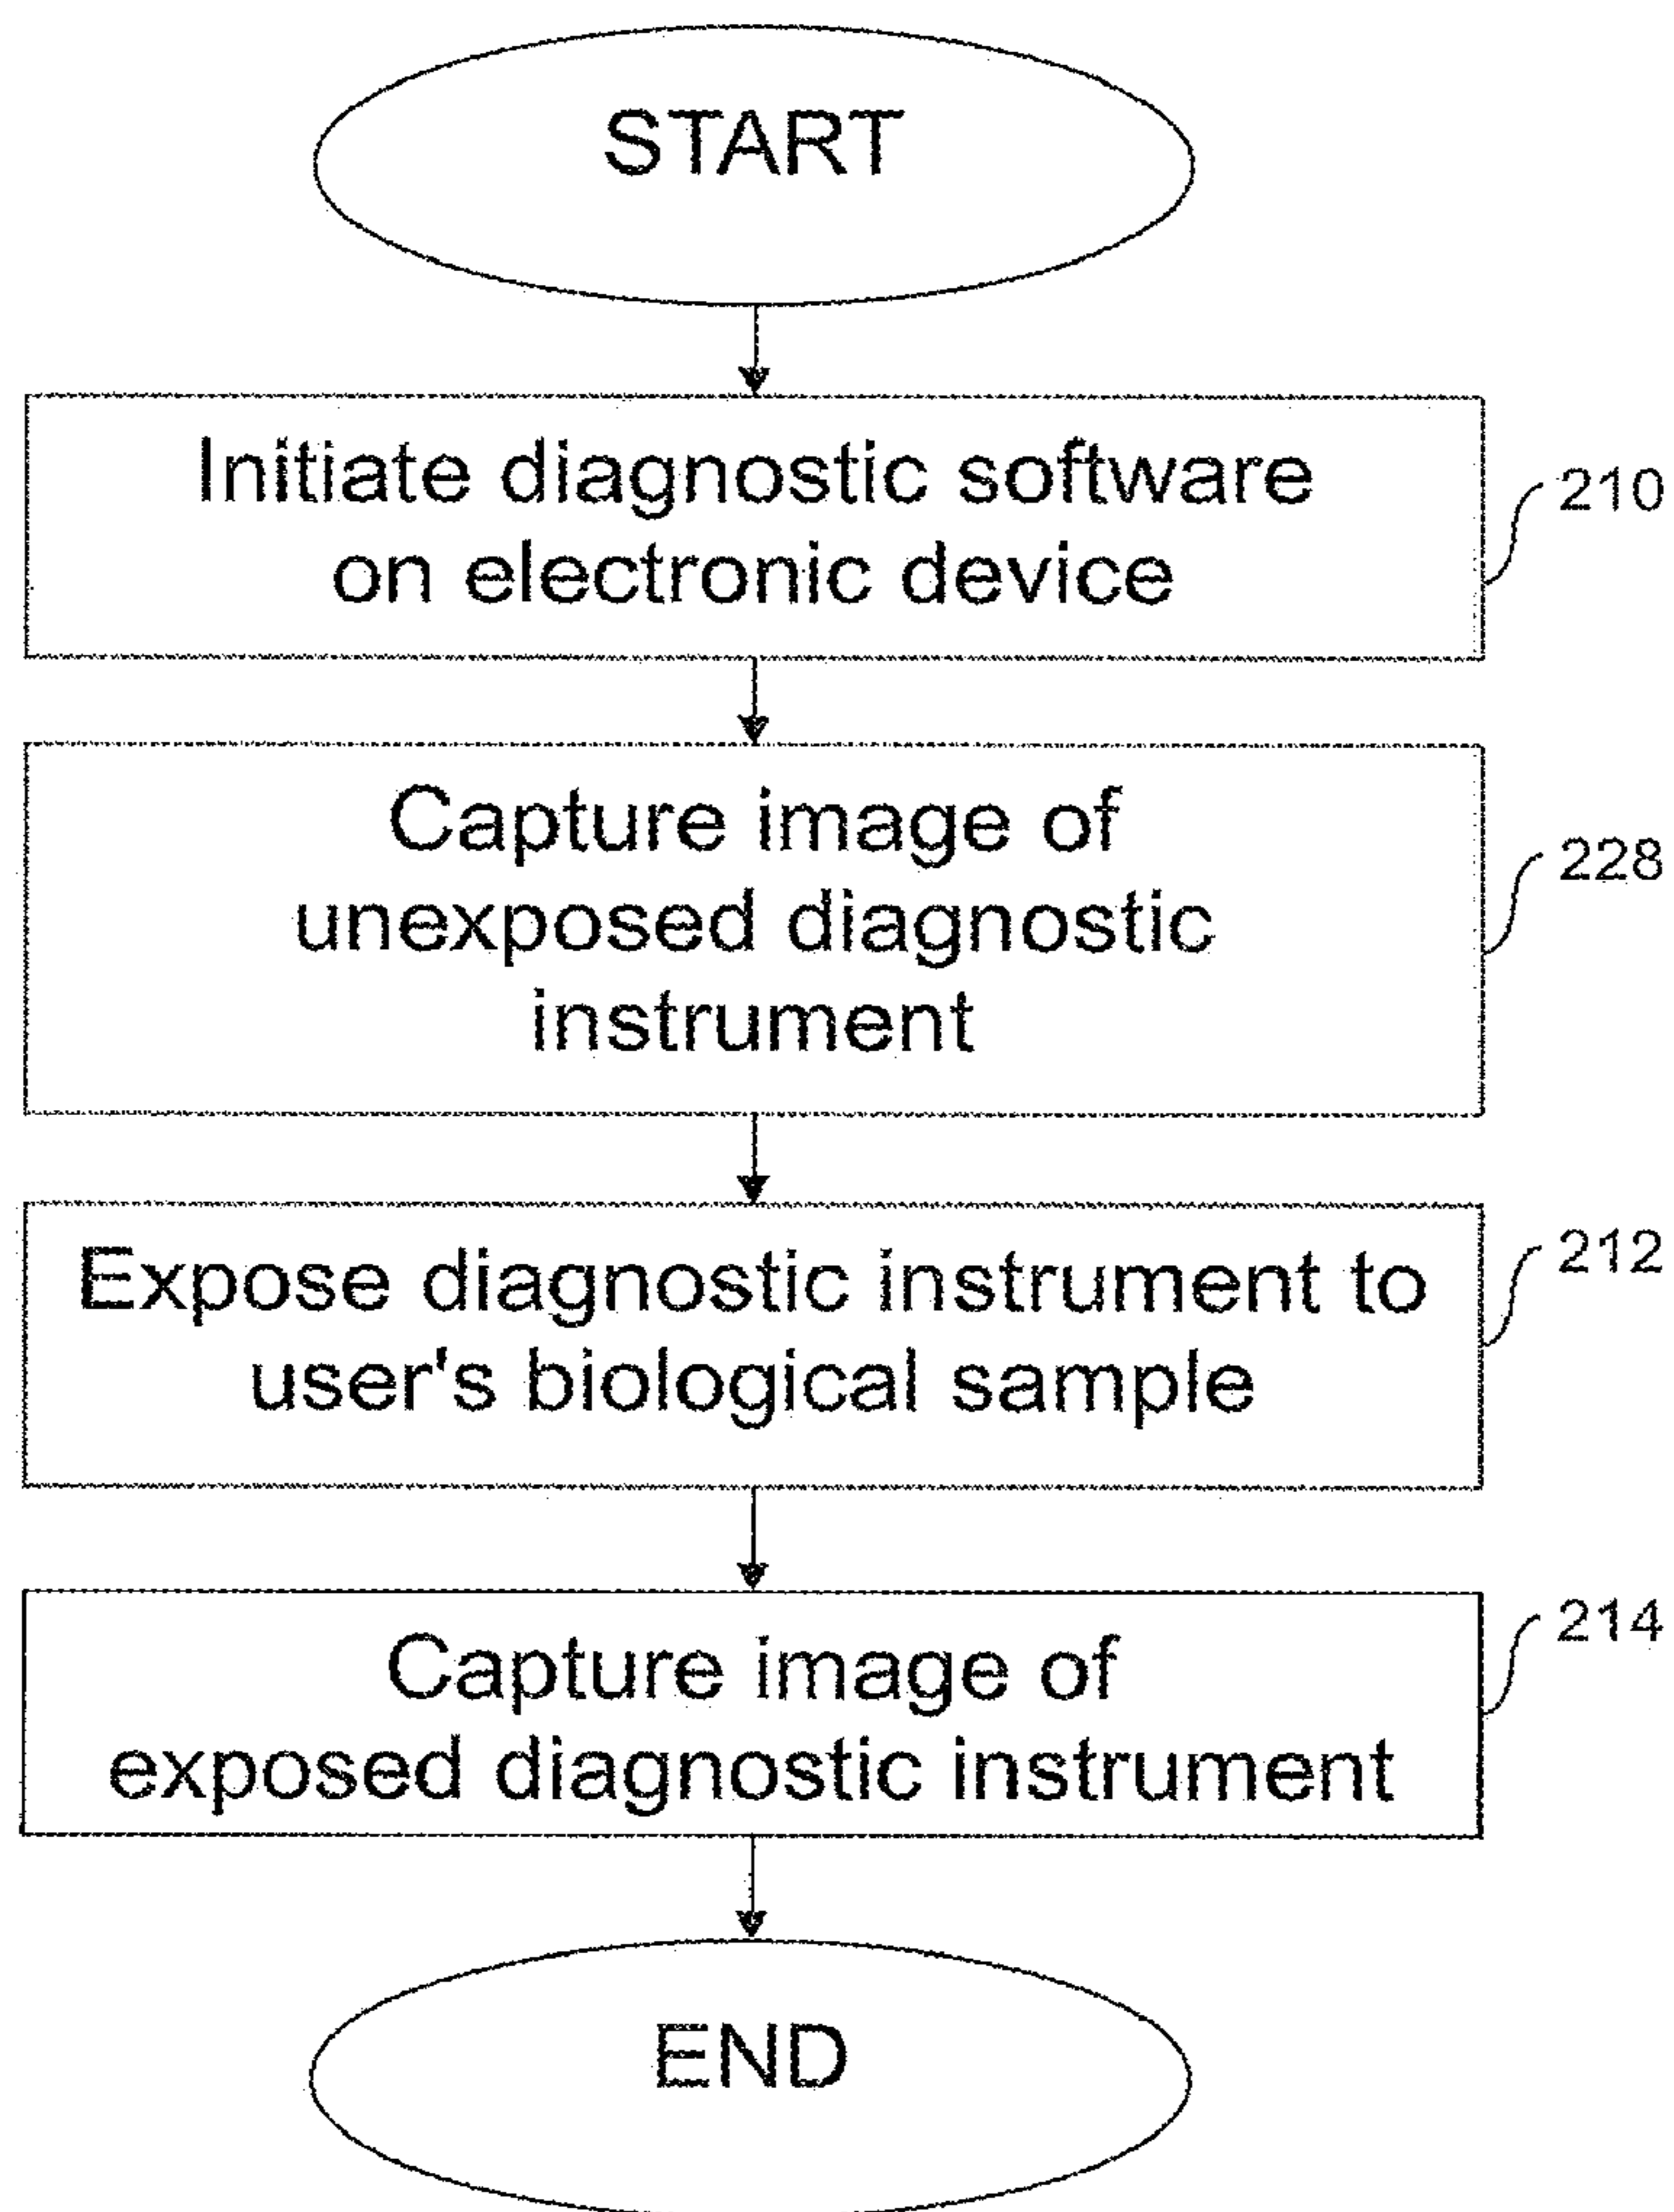 START
Initiate diagnostic software
on electronic device
210
Capture image of
unexposed diagnostic
instrument
228
Expose diagnostic instrument to
user's biological sample
212
Capture image of
exposed diagnostic instrument
214
END